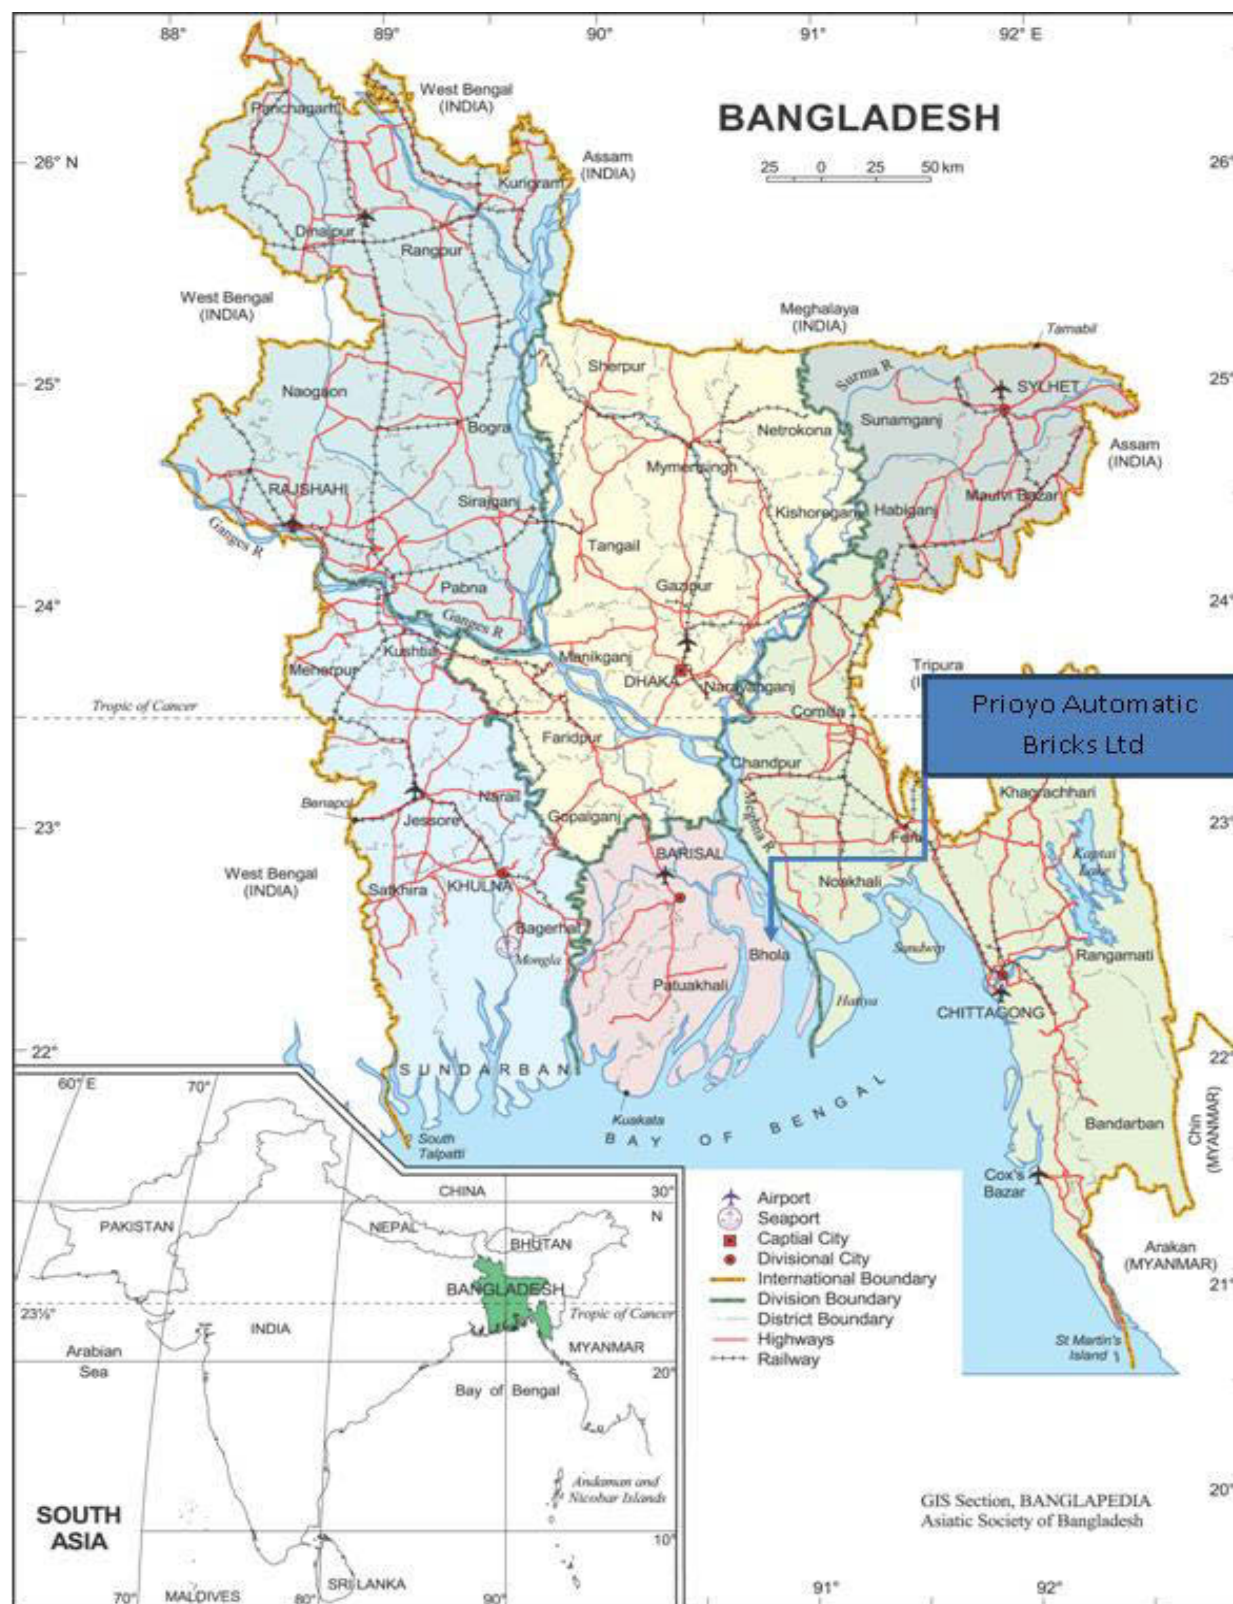 88°
89°
90°
91°
92° E
BANGLADESH
25 0 25 50 km
26° N
26°
25°
25°
24°
24°
23°
23°
22°
22°
21°
20°
91°
92°
West Bengal
(INDIA)
Assam
(INDIA)
Panchagarh
Kurigram
Dinajpur
Rangpur
West Bengal
(INDIA)
Meghalaya
(INDIA)
Tamabil
Sherpur
Surma R
SYLHET
Naogaon
Sunamganj
Netrokona
Bogra
Assam
(INDIA)
Mymensingh
RAJSHAHI
Maulvi Bazar
Sirajganj
Kishoreganj
Habiganj
Ganges R
Tangail
Gazipur
Pabna
Ganges R
Kushtia
Manikganj
Meherpur
DHAKA
Narayanganj
Tripura
Tropic of Cancer
Comilla
Prioyo Automatic
Bricks Ltd
Faridpur
Chandpur
Khagrachhari
Benapol
Narail
Meghna R
Jessore
Gopalganj
Feni
BARISAL
Kaptai
Lake
West Bengal
(INDIA)
Satkhira
KHULNA
Noakhali
Bagerhat
Sandwip
Mongla
Bhola
Rangamati
Patuakhali
Hatiya
CHITTAGONG
SUNDARBAN
Kuakata
BAY OF BENGAL
Bandarban
Chin
(MYANMAR)
South
Talpatti
Cox's
Bazar
Arakan
(MYANMAR)
St Martin's
Island
Airport
Seaport
Captial City
Divisional City
International Boundary
Division Boundary
District Boundary
Highways
Railway
60° E
70°
CHINA
30°
N
PAKISTAN
NEPAL
BHUTAN
BANGLADESH
23½°
Tropic of Cancer
INDIA
MYANMAR
Arabian
Sea
20°
Bay of Bengal
Andaman and
Nicobar Islands
SOUTH
ASIA
10°
SRI LANKA
MALDIVES
70°
80°
90°
GIS Section, BANGLAPEDIA
Asiatic Society of Bangladesh